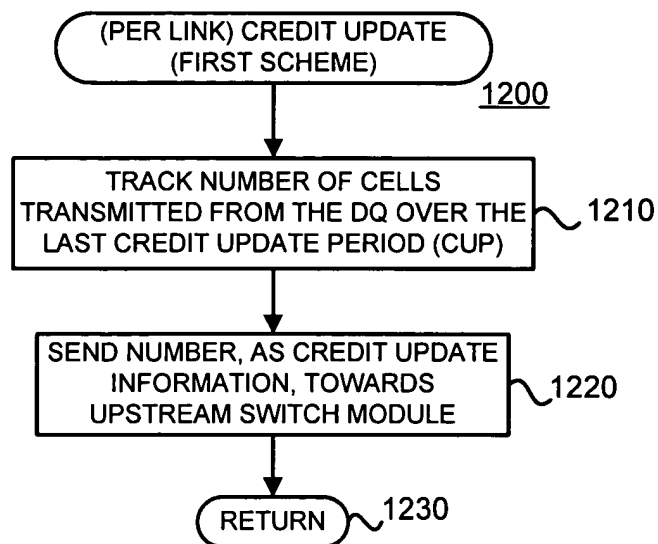 (PER LINK) CREDIT UPDATE
(FIRST SCHEME)
1200
TRACK NUMBER OF CELLS
TRANSMITTED FROM THE DQ OVER THE
LAST CREDIT UPDATE PERIOD (CUP)
1210
SEND NUMBER, AS CREDIT UPDATE
INFORMATION, TOWARDS
UPSTREAM SWITCH MODULE
1220
RETURN
1230